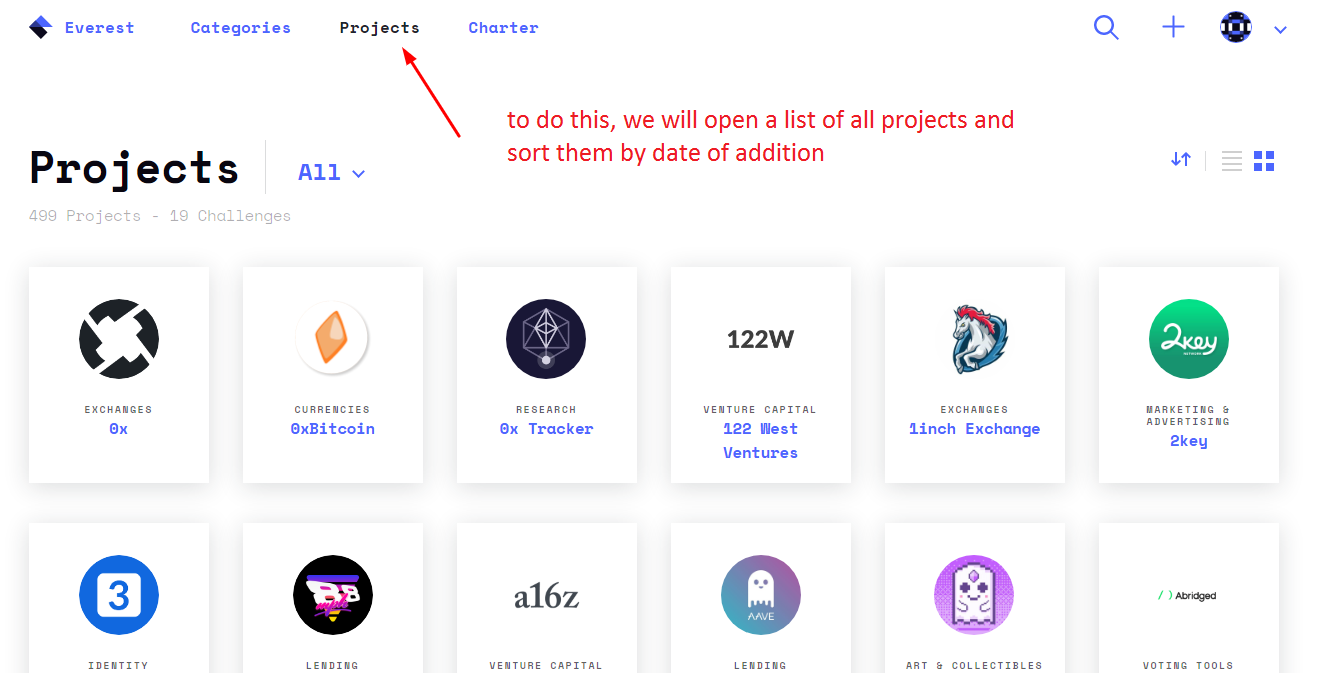 Everest Categories Projects Charter
to do this, we will open a list of all projects and
sort them by date of addition
Projects All
499 Projects - 19 Challenges
122W
2key
NETWORK
EXCHANGES
0x
CURRENCIES
0xBitcoin
RESEARCH
0x Tracker
VENTURE CAPITAL
122 West
Ventures
EXCHANGES
1inch Exchange
MARKETING &
ADVERTISING
2key
3
a16z
AAVE
Abridged
IDENTITY
LENDING
VENTURE CAPITAL
LENDING
ART & COLLECTIBLES
VOTING TOOLS